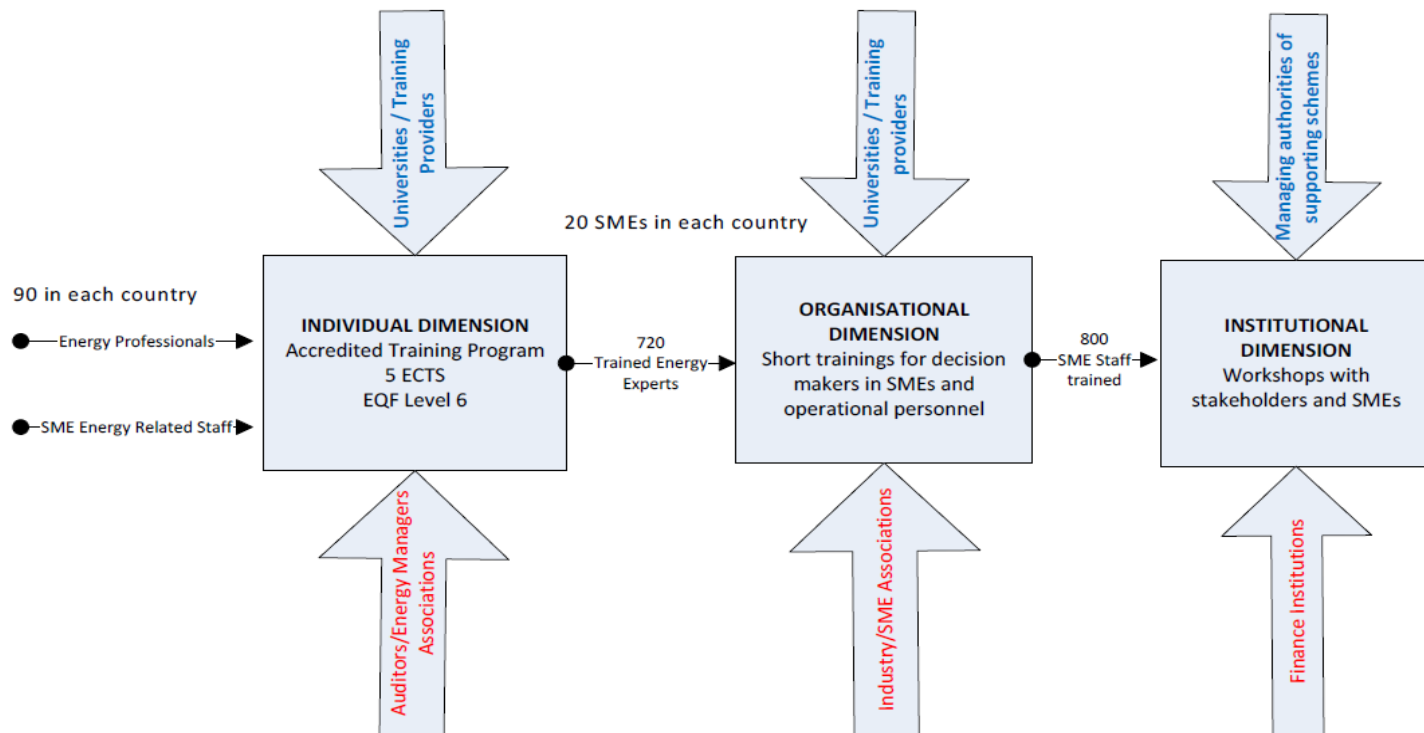 Universities / Training
Providers
Universities / Training
providers
Managing authorities of
supporting schemes
20 SMEs in each country
90 in each country
Energy Professionals
SME Energy Related Staff
INDIVIDUAL DIMENSION
Accredited Training Program
5 ECTS
EQF Level 6
720
Trained Energy
Experts
ORGANISATIONAL
DIMENSION
Short trainings for decision
makers in SMEs and
operational personnel
800
SME Staff
trained
INSTITUTIONAL
DIMENSION
Workshops with
stakeholders and SMEs
Auditors/Energy Managers
Associations
Industry/SME Associations
Finance Institutions